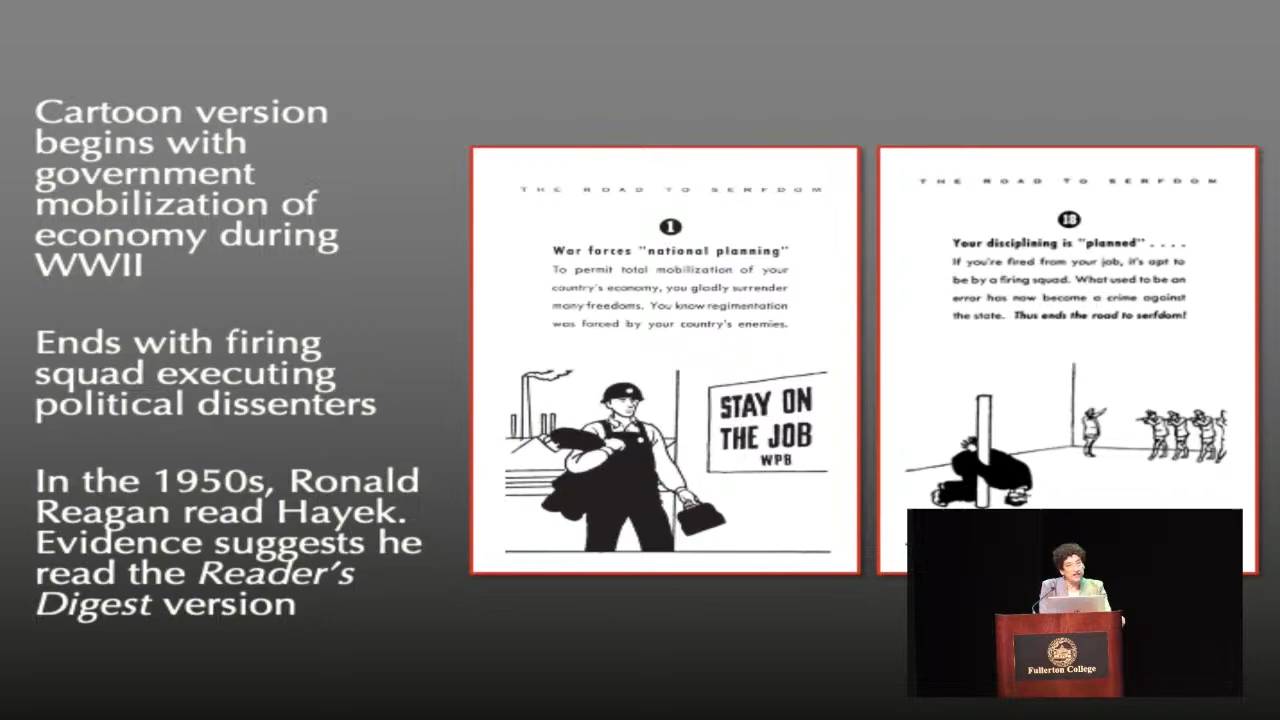 Cartoon version
begins with
government
mobilization of
economy during
WWII
Ends with firing
squad executing
political dissenters
In the 1950s, Ronald
Reagan read Hayek.
Evidence suggests he
read the Reader's
Digest version
THE ROAD TO SERFDOM
1
War forces "national planning"
To permit total mobilization of your
country's economy, you gladly surrender
many freedoms. You know regimentation
was forced by your country's enemies.
STAY ON
THE JOB
WPB
THE ROAD TO SERFDOM
18
Your disciplining is "planned" . . . .
If you're fired from your job, it's apt to
be by a firing squad. What used to be an
error has now become a crime against
the state. Thus ends the road to serfdom!
Fullerton College